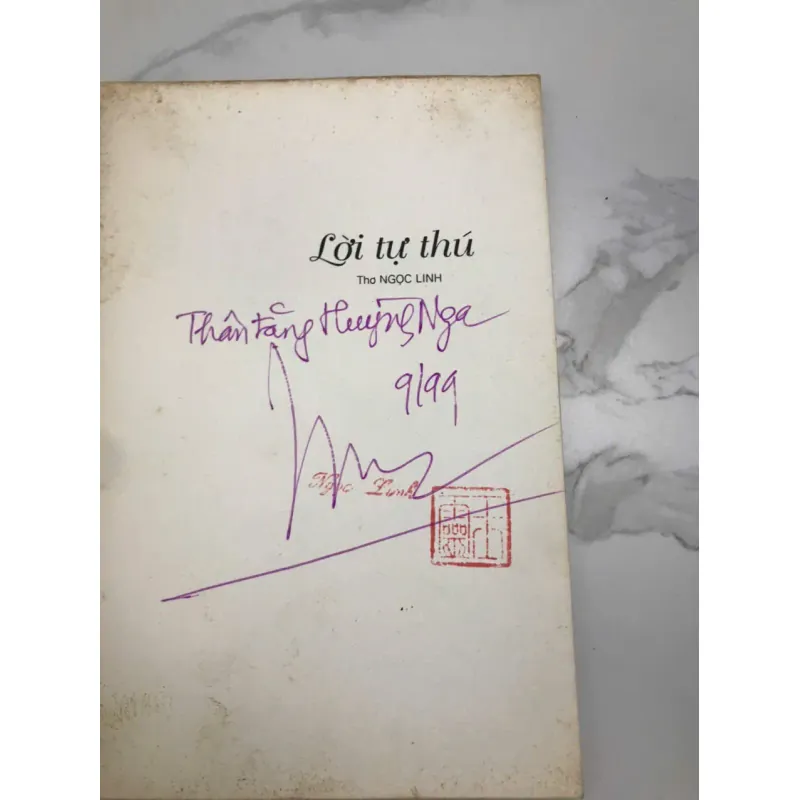 Lời tự thú
Thơ NGỌC LINH
Thân tặng Huỳnh Nga
9/99
Ngọc Linh